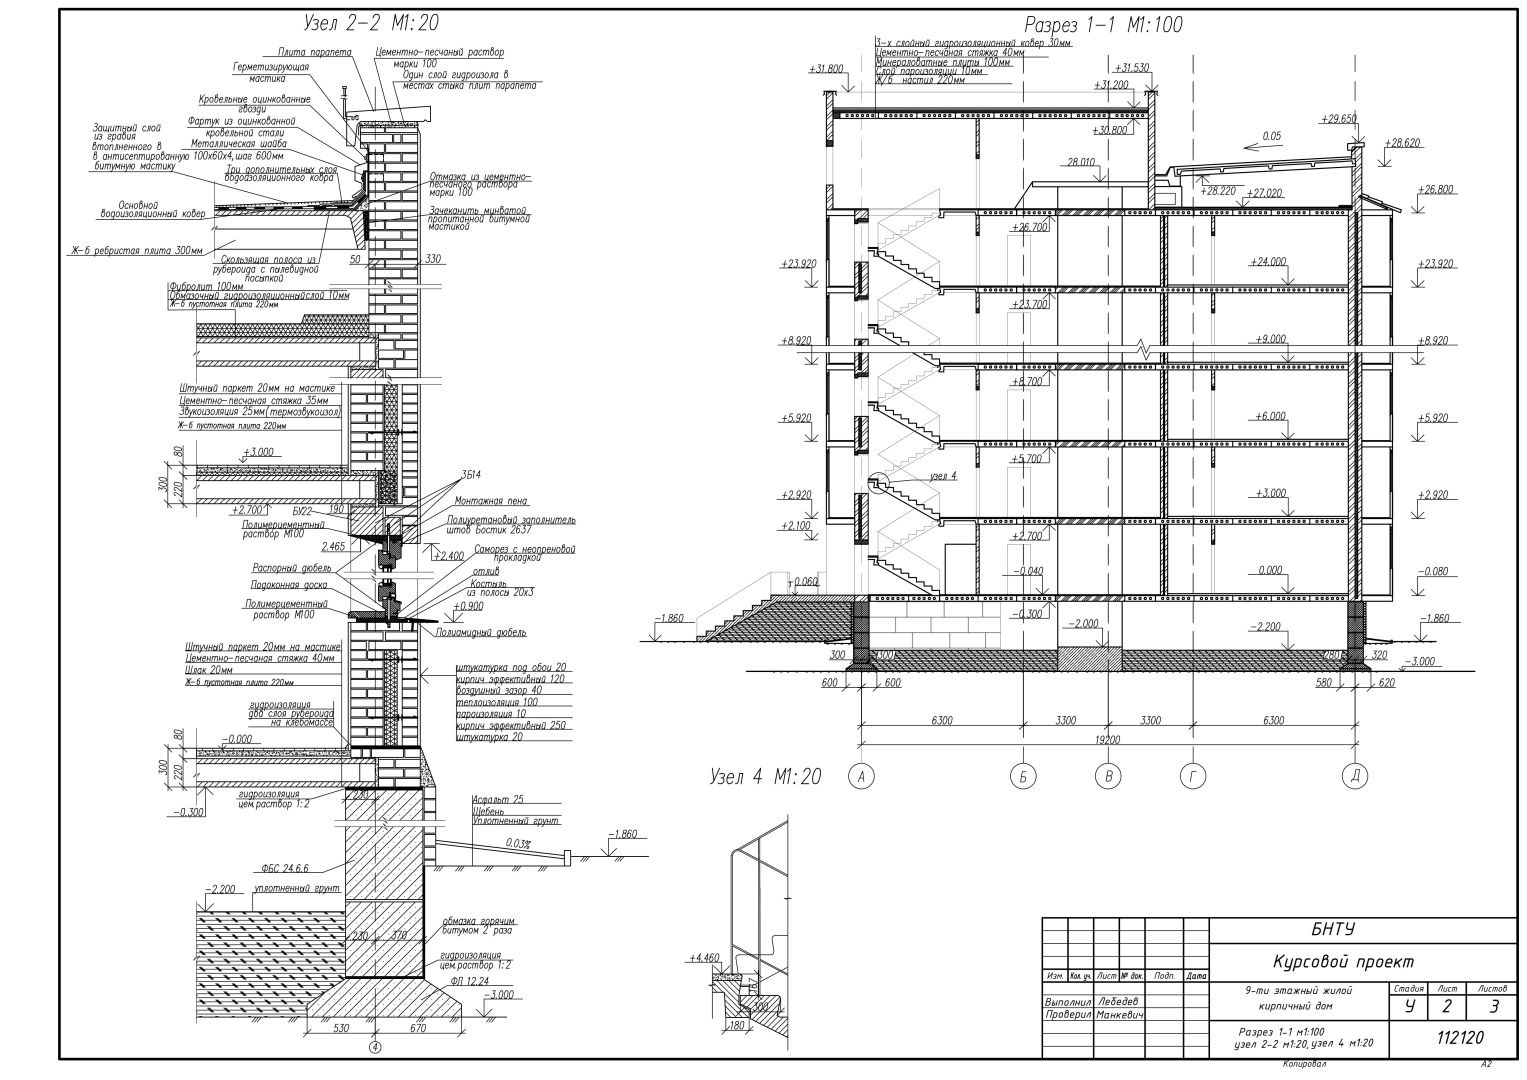 Узел 2-2 М1:20
Плита парапета
Цементно-песчаный раствор
марки 100
Герметизирующая
мастика
Один слой гидроизола в
местах стыка плит парапета
Кровельные оцинкованные
гвозди
Фартук из оцинкованной
кровельной стали
Металлическая шайба
100х60х4, шаг 600мм
Защитный слой
из гравия
втопленного в
в антисептированную
битумную мастику
Три дополнительных слоя
водоизоляционного ковра
Основной
водоизоляционный ковер
Отмазка из цементно-
песчаного раствора
марки 100
Зачеканить минватой
пропитанной битумной
мастикой
Ж-б ребристая плита 300мм
Скользящая полоса из
рубероида с пылевидной
посыпкой
50
330
Фибролит 100мм
Обмазочный гидроизоляционныйслой 10мм
Ж-б пустотная плита 220мм
Штучный паркет 20мм на мастике
Цементно-песчаная стяжка 35мм
Звукоизоляция 25мм(термозвукоизол)
Ж-б пустотная плита 220мм
80
+3.000
300
220
+2.700
БУ22
190
3Б14
Монтажная пена
Полимерцементный
раствор М100
Полиуретановый заполнитель
штов Бостик 2637
2.465
+2.400
Саморез с неопреновой
прокладкой
Распорный дюбель
отлив
Подоконная доска
Костыль
из полосы 20х3
Полимерцементный
раствор М100
+0.900
Полиамидный дюбель
Штучный паркет 20мм на мастике
Цементно-песчаная стяжка 40мм
Шлак 20мм
Ж-б пустотная плита 220мм
штукатурка под обои 20
кирпич эффективный 120
воздушный зазор 40
теплоизоляция 100
пароизоляция 10
кирпич эффективный 250
штукатурка 20
гидроизоляция
два слоя рубероида
на клебомассе
80
-0.000
300
220
-0.300
гидроизоляция
цем.раствор 1:2
230
Асфальт 25
Щебень
Уплотненный грунт
0.03%
-1.860
ФБС 24.6.6
-2.200
уплотненный грунт
обмазка горячим
битумом 2 раза
230
370
гидроизоляция
цем.раствор 1:2
ФЛ 12.24
-3.000
530
670
4
Разрез 1-1 М1:100
3-х слойный гидроизоляционный ковер 30мм
Цементно-песчаная стяжка 40мм
Минераловатные плиты 100мм
Слой пароизоляции 10мм
Ж/б настил 220мм
+31.800
+31.530
+31.200
+30.800
+29.650
0.05
+28.620
28.010
+28.220
+27.020
+26.800
+26.700
+23.920
+24.000
+23.920
+23.700
+8.920
+9.000
+8.920
+8.700
+5.920
+6.000
+5.920
+5.700
узел 4
+2.920
+3.000
+2.920
+2.100
+2.700
-0.040
0.000
-0.080
0.060
-0.300
-1.860
-2.000
-2.200
-1.860
300
300
280
320
-3.000
600
600
580
620
6300
3300
3300
6300
19200
А
Б
В
Г
Д
Узел 4 М1:20
+4.460
167
300
180
БНТУ
Курсовой проект
Изм.
Кол. уч.
Лист
№ док.
Подп.
Дата
Выполнил
Лебедев
Проверил
Манкевич
9-ти этажный жилой
кирпичный дом
Стадия
Лист
Листов
У
2
3
Разрез 1-1 м1:100
узел 2-2 м1:20, узел 4 м1:20
112120
Копировал
А2